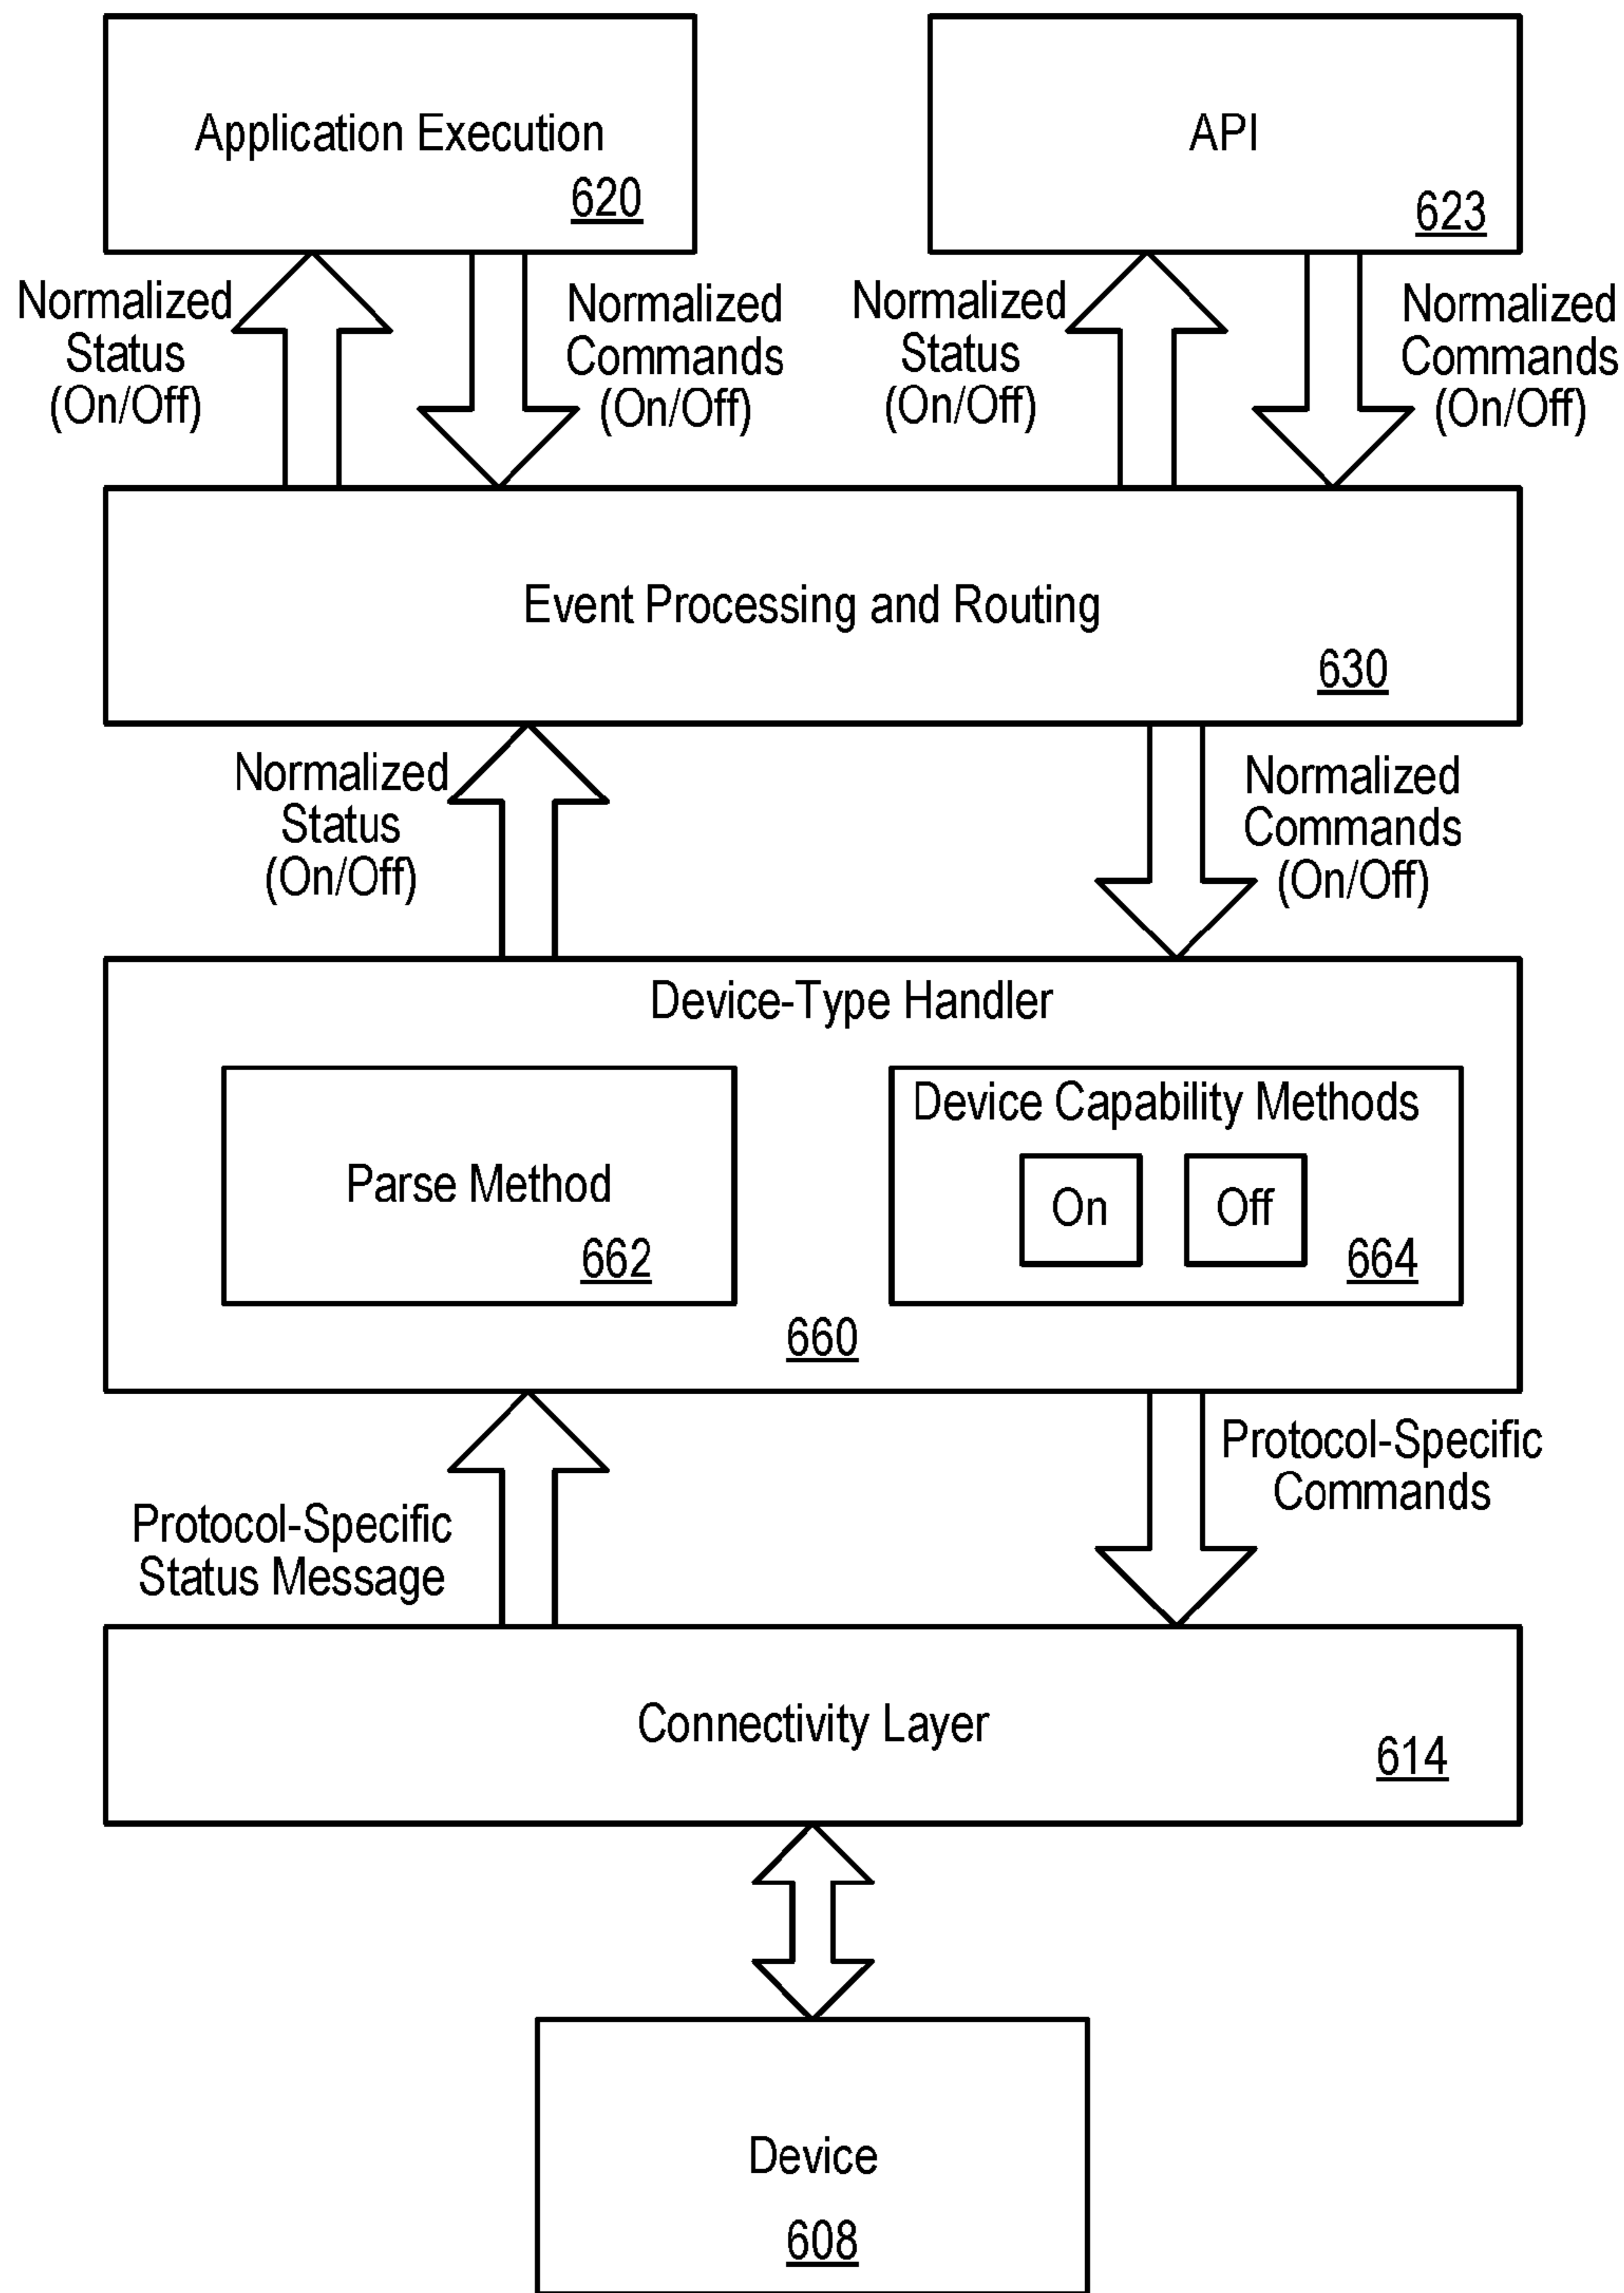 Application Execution
620
API
623
Normalized
Status
(On/Off)
Normalized
Commands
(On/Off)
Normalized
Status
(On/Off)
Normalized
Commands
(On/Off)
Event Processing and Routing
630
Normalized
Status
(On/Off)
Normalized
Commands
(On/Off)
Device-Type Handler
Parse Method
662
Device Capability Methods
On
Off
664
660
Protocol-Specific
Status Message
Protocol-Specific
Commands
Connectivity Layer
614
Device
608